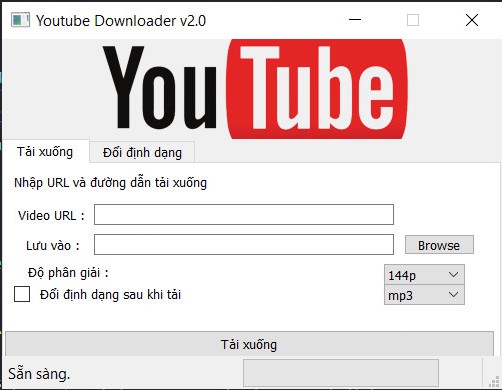 Youtube Downloader v2.0
YouTube
Tải xuống Đổi định dạng
Nhập URL và đường dẫn tải xuống
Video URL :
Lưu vào : Browse
Độ phân giải : 144p
Đổi định dạng sau khi tải mp3
Tải xuống
Sẵn sàng.